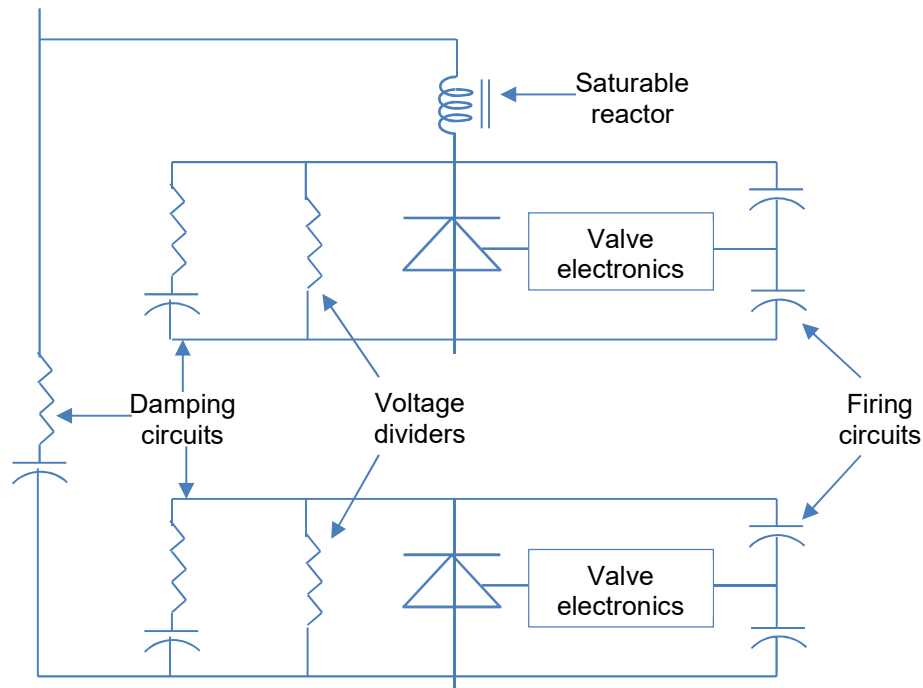 Saturable
reactor
Valve
electronics
Damping
circuits
Voltage
dividers
Firing
circuits
Valve
electronics